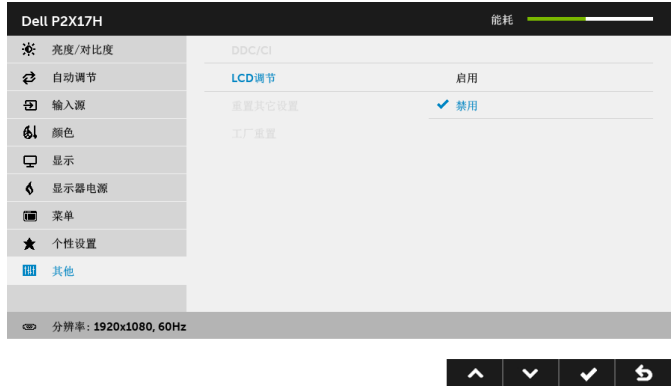 Dell P2X17H 能耗
亮度/对比度 DDC/CI
自动调节 LCD调节 启用
输入源 重置其它设置 禁用
颜色 工厂重置
显示
显示器电源
菜单
个性设置
其他
分辨率: 1920x1080, 60Hz